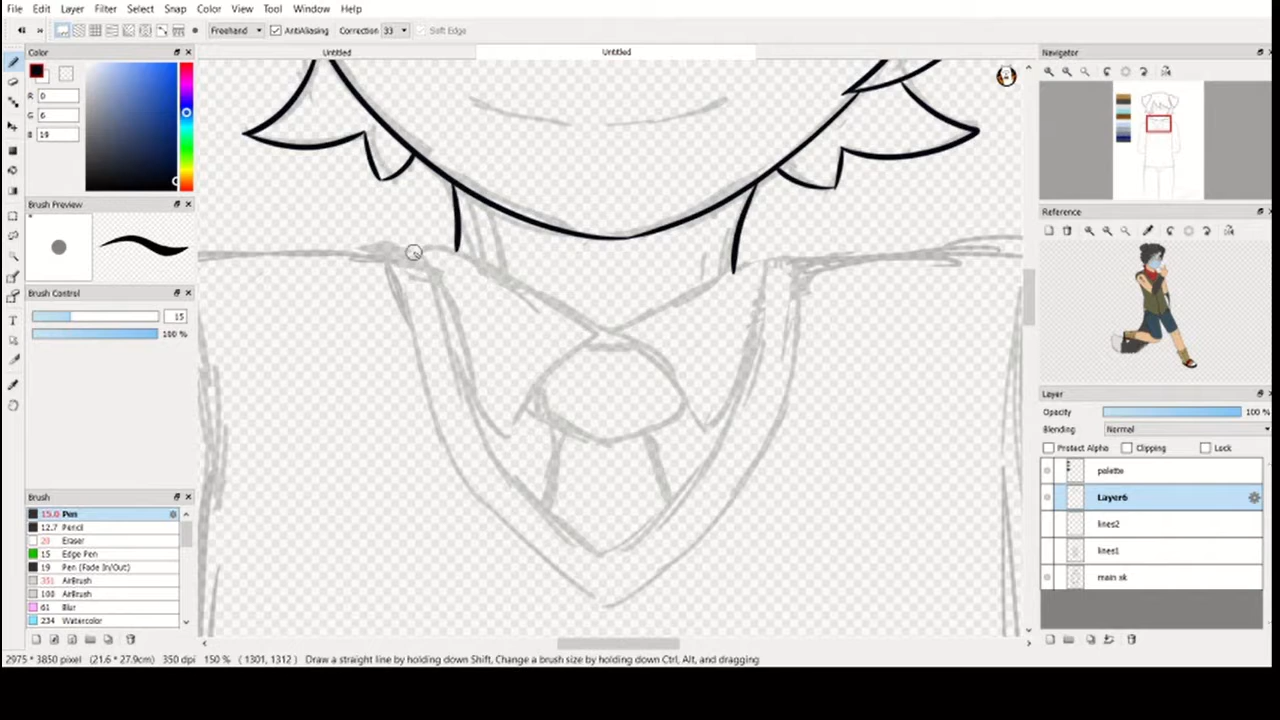 File Edit Layer Filter Select Snap Color View Tool Window Help
Freehand AntiAliasing Correction 33 Soft Edge
Color
Untitled
Untitled
Navigator
R 0
G 6
B 19
Brush Preview
Reference
Brush Control
15
100 %
Layer
Opacity 100 %
Blending Normal
Protect Alpha Clipping Lock
palette
Layer6
lines2
lines1
main sk
Brush
15.0 Pen
12.7 Pencil
20 Eraser
15 Edge Pen
19 Pen (Fade In/Out)
351 AirBrush
100 AirBrush
61 Blur
234 Watercolor
2975 * 3850 pixel (21.6 * 27.9cm) 350 dpi 150 % ( 1301, 1312 ) Draw a straight line by holding down Shift, Change a brush size by holding down Ctrl, Alt, and dragging